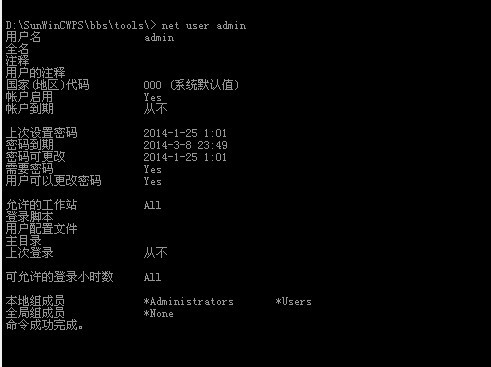 D:\SunWinCWPS\bbs\tools\> net user admin
用户名 admin
全名
注释
用户的注释
国家(地区)代码 000 (系统默认值)
帐户启用 Yes
帐户到期 从不
上次设置密码 2014-1-25 1:01
密码到期 2014-3-8 23:49
密码可更改 2014-1-25 1:01
需要密码 Yes
用户可以更改密码 Yes
允许的工作站 All
登录脚本
用户配置文件
主目录
上次登录 从不
可允许的登录小时数 All
本地组成员 *Administrators *Users
全局组成员 *None
命令成功完成。